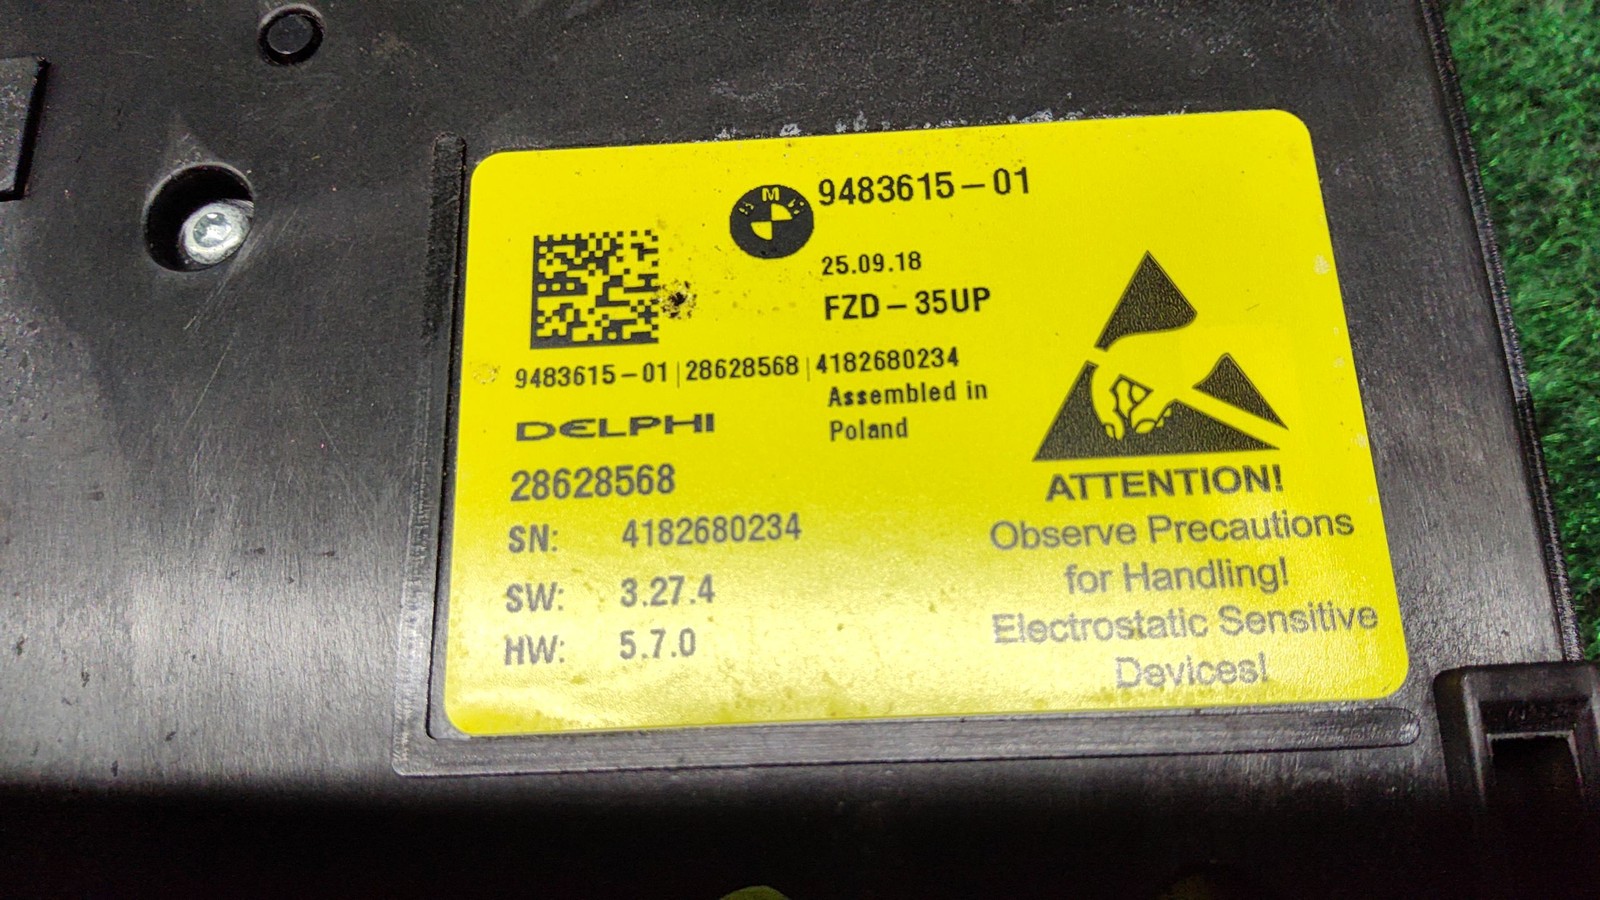 BMW
9483615-01
25.09.18
FZD-35UP
9483615-01|28628568|4182680234
Assembled in
Poland
DELPHI
28628568
SN: 4182680234
SW: 3.27.4
HW: 5.7.0
ATTENTION!
Observe Precautions
for Handling!
Electrostatic Sensitive
Devices!